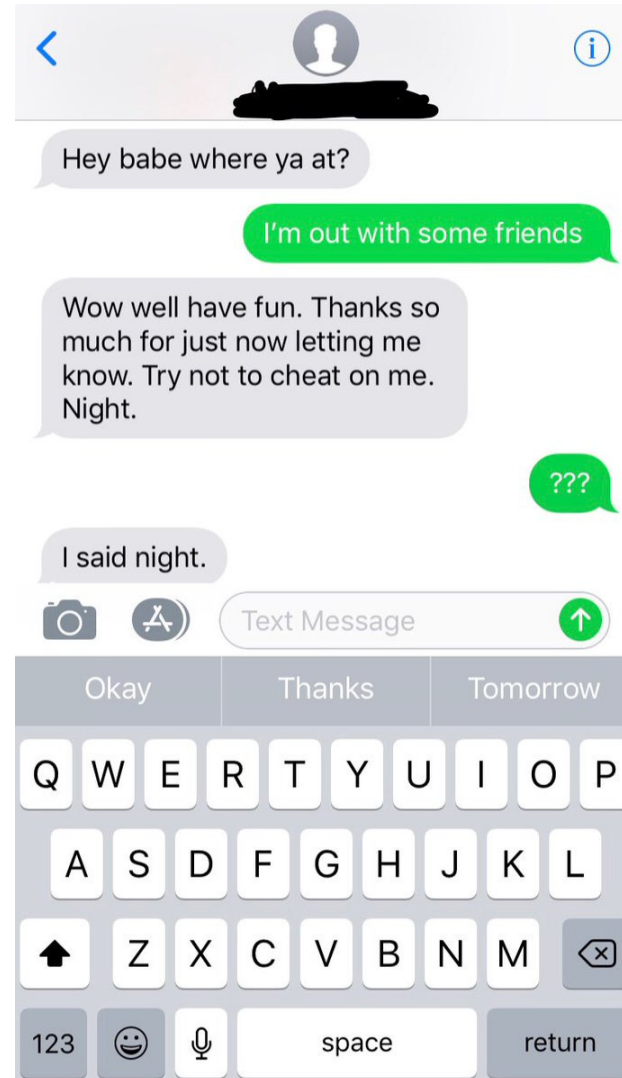 Hey babe where ya at?
I'm out with some friends
Wow well have fun. Thanks so
much for just now letting me
know. Try not to cheat on me.
Night.
???
I said night.
Text Message
Okay Thanks Tomorrow
Q W E R T Y U I O P
A S D F G H J K L
Z X C V B N M
123 space return